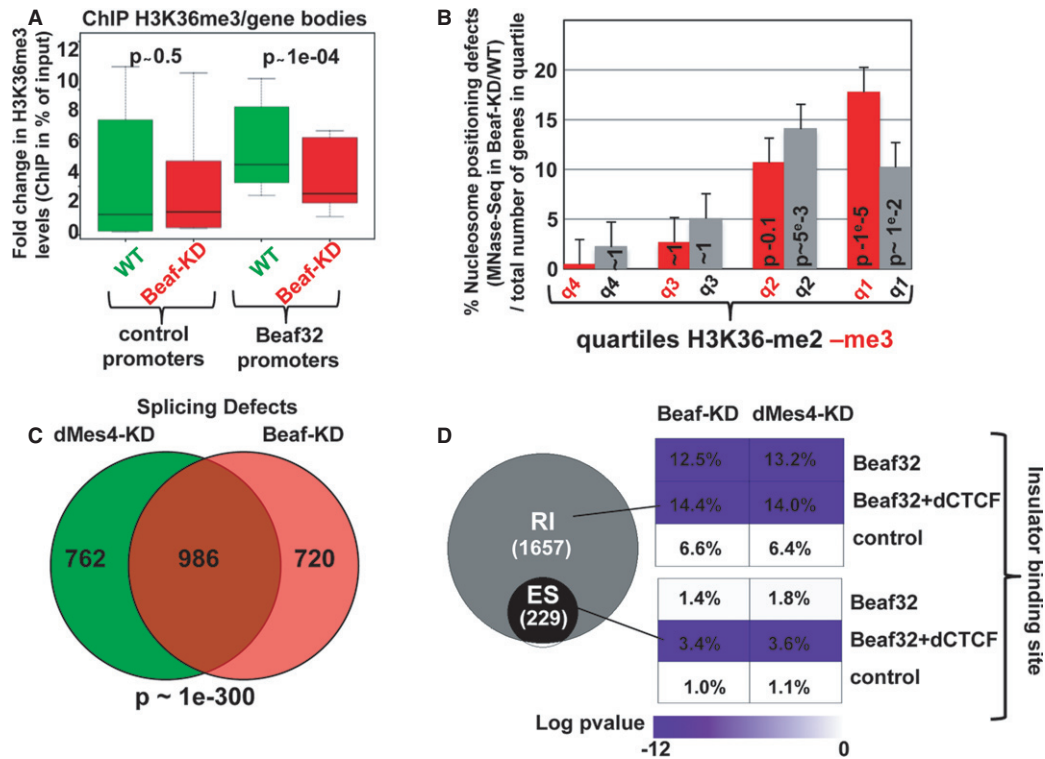 A
ChIP H3K36me3/gene bodies
Fold change in H3K36me3
levels (ChIP in % of input)
12
10
8
6
4
2
0
p~0.5
p~1e-04
WT
Beaf-KD
WT
Beaf-KD
control
promoters
Beaf32
promoters
B
% Nucleosome positioning defects
(MNase-Seq in Beaf-KD/WT)
/ total number of genes in quartile
20
15
10
5
0
~1
~1
~1
p -0.1
p~5e-3
p -1e-5
p~ 1e-2
q4
q4
q3
q3
q2
q2
q1
q1
quartiles H3K36-me2 –me3
C
Splicing Defects
dMes4-KD
Beaf-KD
762
986
720
p ~ 1e-300
D
Beaf-KD
dMes4-KD
RI
(1657)
ES
(229)
12.5%
13.2%
Beaf32
14.4%
14.0%
Beaf32+dCTCF
6.6%
6.4%
control
1.4%
1.8%
Beaf32
3.4%
3.6%
Beaf32+dCTCF
1.0%
1.1%
control
Insulator binding site
Log pvalue
-12
0